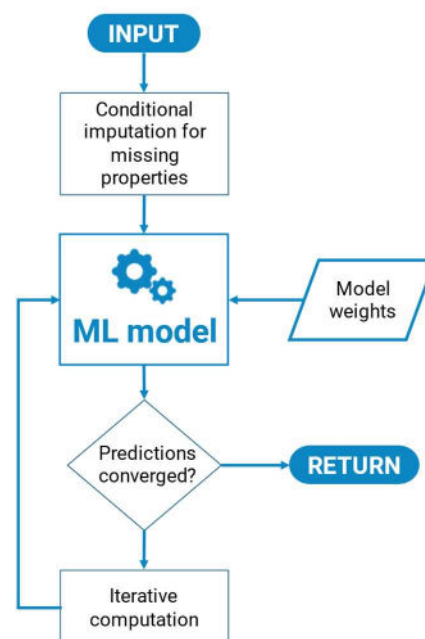 INPUT
Conditional
imputation for
missing
properties
ML model
Model
weights
Predictions
converged?
RETURN
Iterative
computation